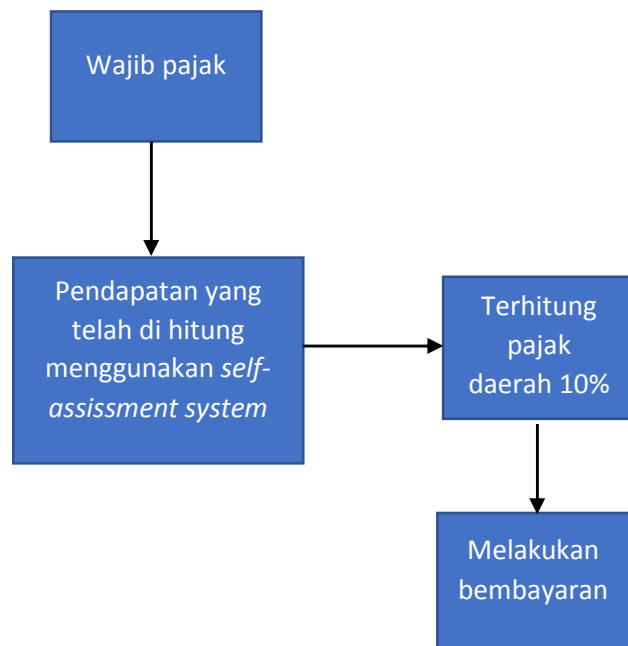 Wajib pajak
Pendapatan yang
telah di hitung
menggunakan self-
assissment system
Terhitung
pajak
daerah 10%
Melakukan
bembayaran